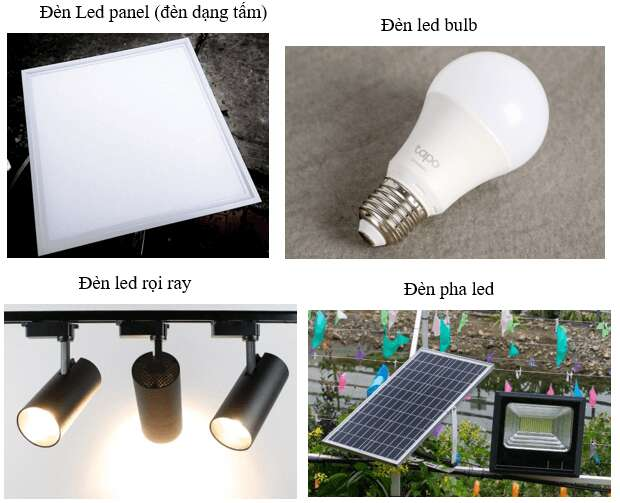 Đèn Led panel (đèn dạng tấm)
Đèn led bulb
tapo
Đèn led rọi ray
Đèn pha led